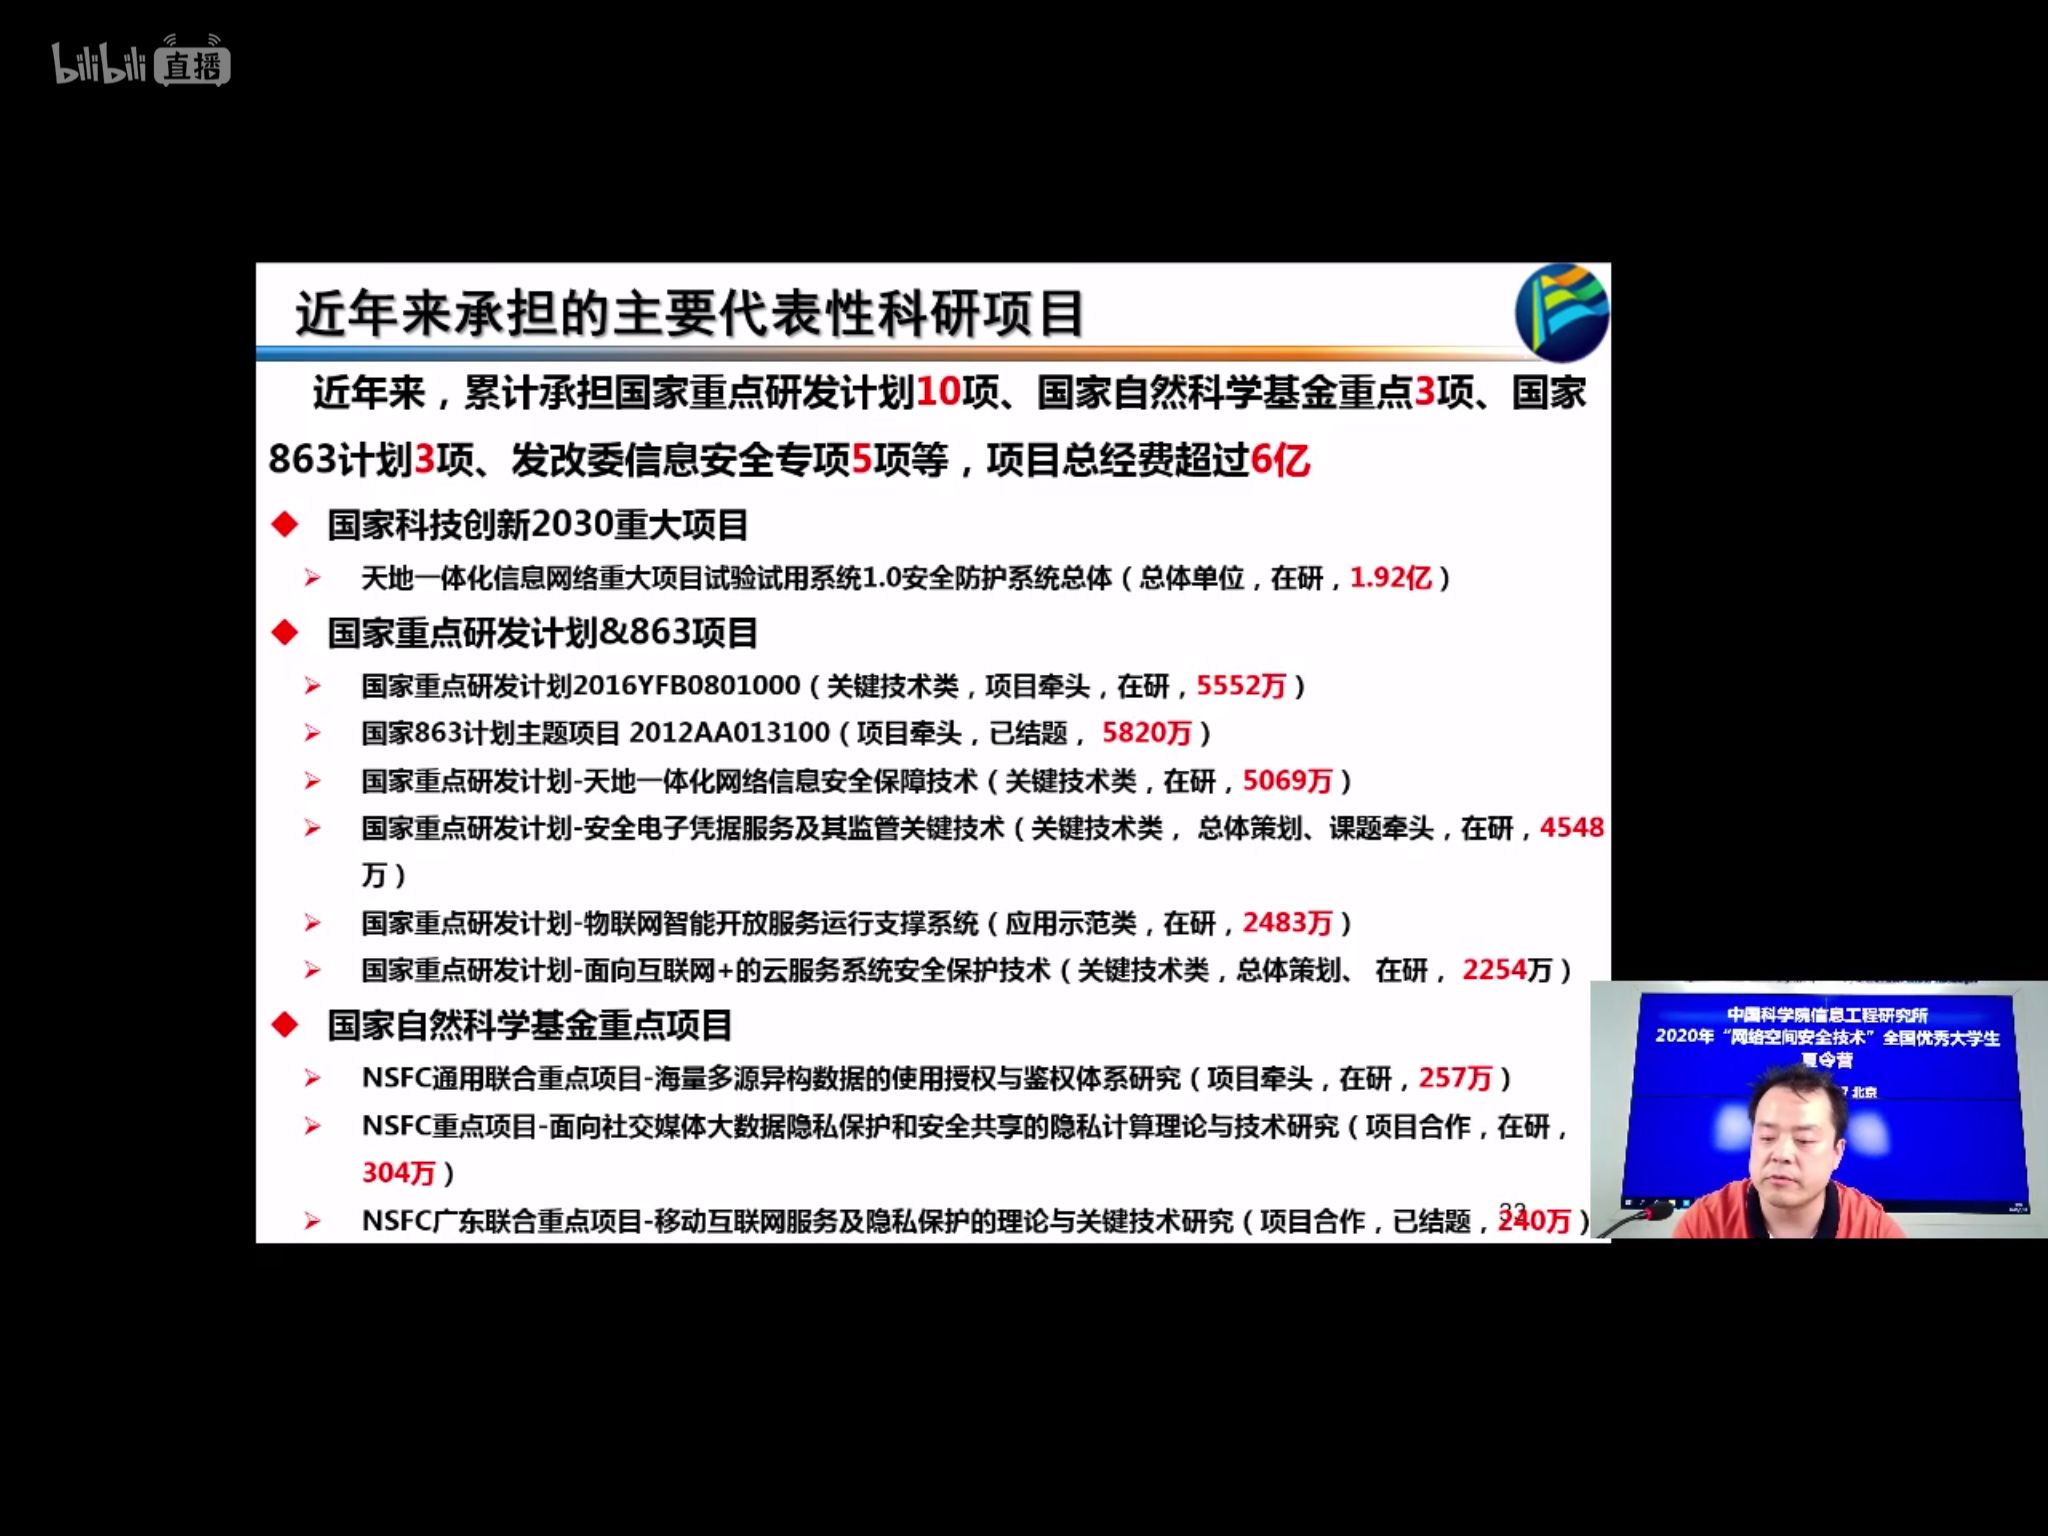 bilibili 直播
近年来承担的主要代表性科研项目
近年来，累计承担国家重点研发计划10项、国家自然科学基金重点3项、国家
863计划3项、发改委信息安全专项5项等，项目总经费超过6亿
国家科技创新2030重大项目
天地一体化信息网络重大项目试验试用系统1.0安全防护系统总体（总体单位，在研，1.92亿）
国家重点研发计划&863项目
国家重点研发计划2016YFB0801000（关键技术类，项目牵头，在研，5552万）
国家863计划主题项目 2012AA013100（项目牵头，已结题， 5820万）
国家重点研发计划-天地一体化网络信息安全保障技术（关键技术类，在研，5069万）
国家重点研发计划-安全电子凭据服务及其监管关键技术（关键技术类， 总体策划、课题牵头，在研，4548
万）
国家重点研发计划-物联网智能开放服务运行支撑系统（应用示范类，在研，2483万）
国家重点研发计划-面向互联网+的云服务系统安全保护技术（关键技术类，总体策划、 在研， 2254万）
国家自然科学基金重点项目
NSFC通用联合重点项目-海量多源异构数据的使用授权与鉴权体系研究（项目牵头，在研，257万）
NSFC重点项目-面向社交媒体大数据隐私保护和安全共享的隐私计算理论与技术研究（项目合作，在研，
304万）
NSFC广东联合重点项目-移动互联网服务及隐私保护的理论与关键技术研究（项目合作，已结题，240万）
中国科学院信息工程研究所
2020年“网络空间安全技术”全国优秀大学生
夏令营
北京